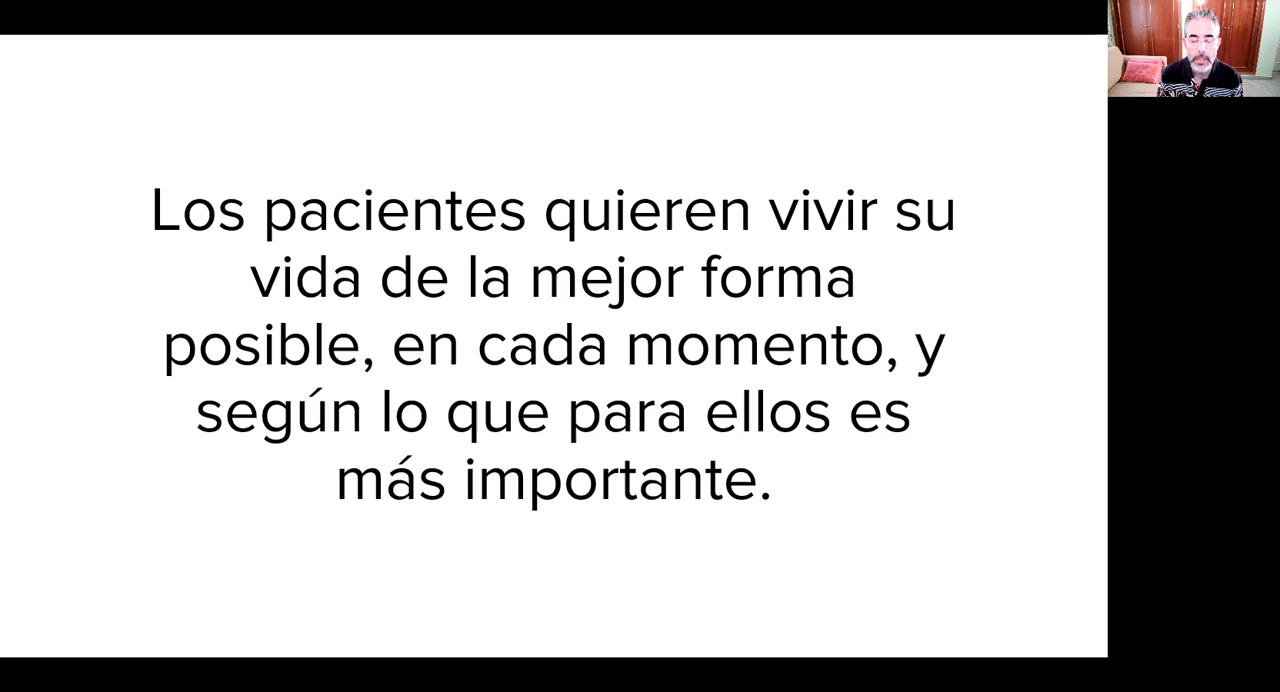 Los pacientes quieren vivir su
vida de la mejor forma
posible, en cada momento, y
según lo que para ellos es
más importante.